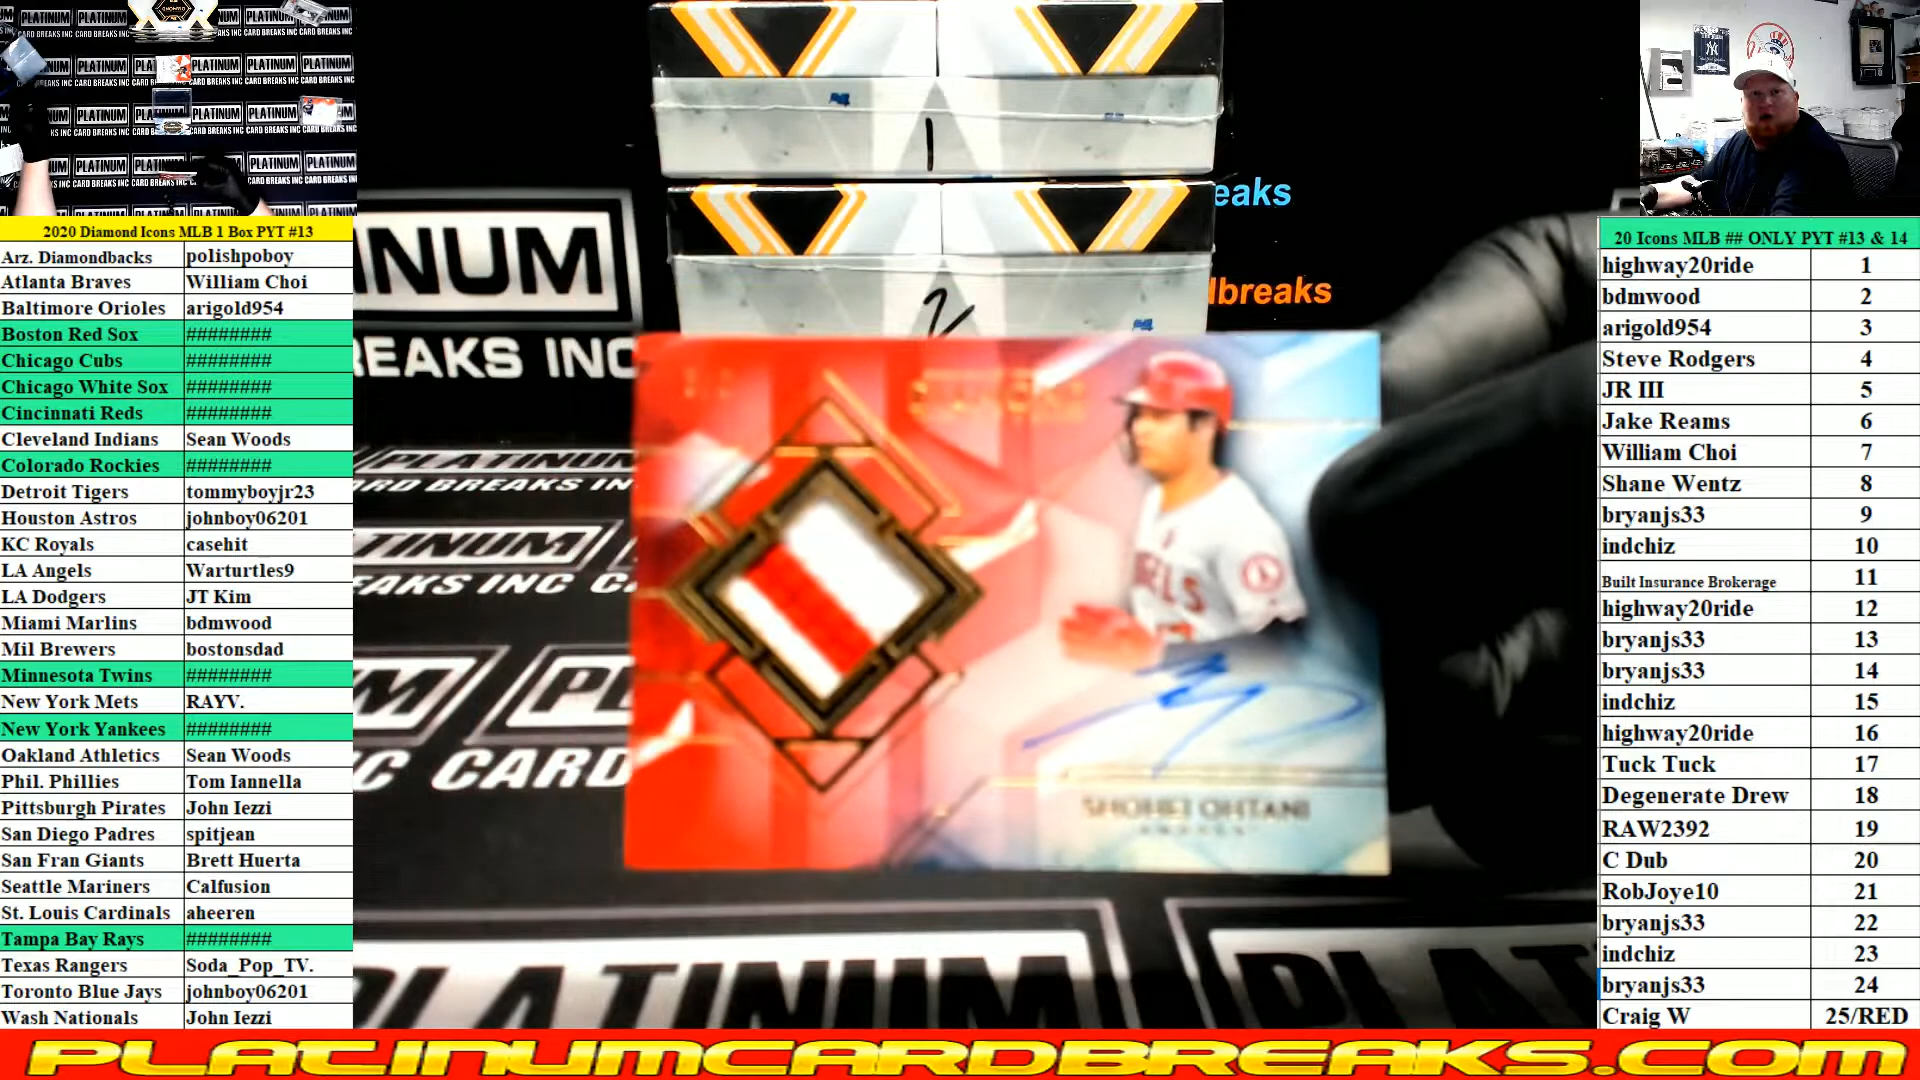 2020 Diamond Icons MLB 1 Box PYT #13
Arz. Diamondbacks polishpoboy
Atlanta Braves William Choi
Baltimore Orioles arigold954
Boston Red Sox ########
Chicago Cubs ########
Chicago White Sox ########
Cincinnati Reds ########
Cleveland Indians Sean Woods
Colorado Rockies ########
Detroit Tigers tommyboyjr23
Houston Astros johnboy06201
KC Royals casehit
LA Angels Warturtles9
LA Dodgers JT Kim
Miami Marlins bdmwood
Mil Brewers bostonsdad
Minnesota Twins ########
New York Mets RAYV.
New York Yankees ########
Oakland Athletics Sean Woods
Phil. Phillies Tom Iannella
Pittsburgh Pirates John Iezzi
San Diego Padres spitjean
San Fran Giants Brett Huerta
Seattle Mariners Calfusion
St. Louis Cardinals aheeren
Tampa Bay Rays ########
Texas Rangers Soda_Pop_TV.
Toronto Blue Jays johnboy06201
Wash Nationals John Iezzi
1
2
eaks
lbreaks
NUM
REAKS INC
SHOHEI OHTANI
PLATINUM
PLAT
20 Icons MLB ## ONLY PYT #13 & 14
highway20ride 1
bdmwood 2
arigold954 3
Steve Rodgers 4
JR III 5
Jake Reams 6
William Choi 7
Shane Wentz 8
bryanjs33 9
indchiz 10
Built Insurance Brokerage 11
highway20ride 12
bryanjs33 13
bryanjs33 14
indchiz 15
highway20ride 16
Tuck Tuck 17
Degenerate Drew 18
RAW2392 19
C Dub 20
RobJoye10 21
bryanjs33 22
indchiz 23
bryanjs33 24
Craig W 25/RED
PLATINUMCARDBREAKS.COM